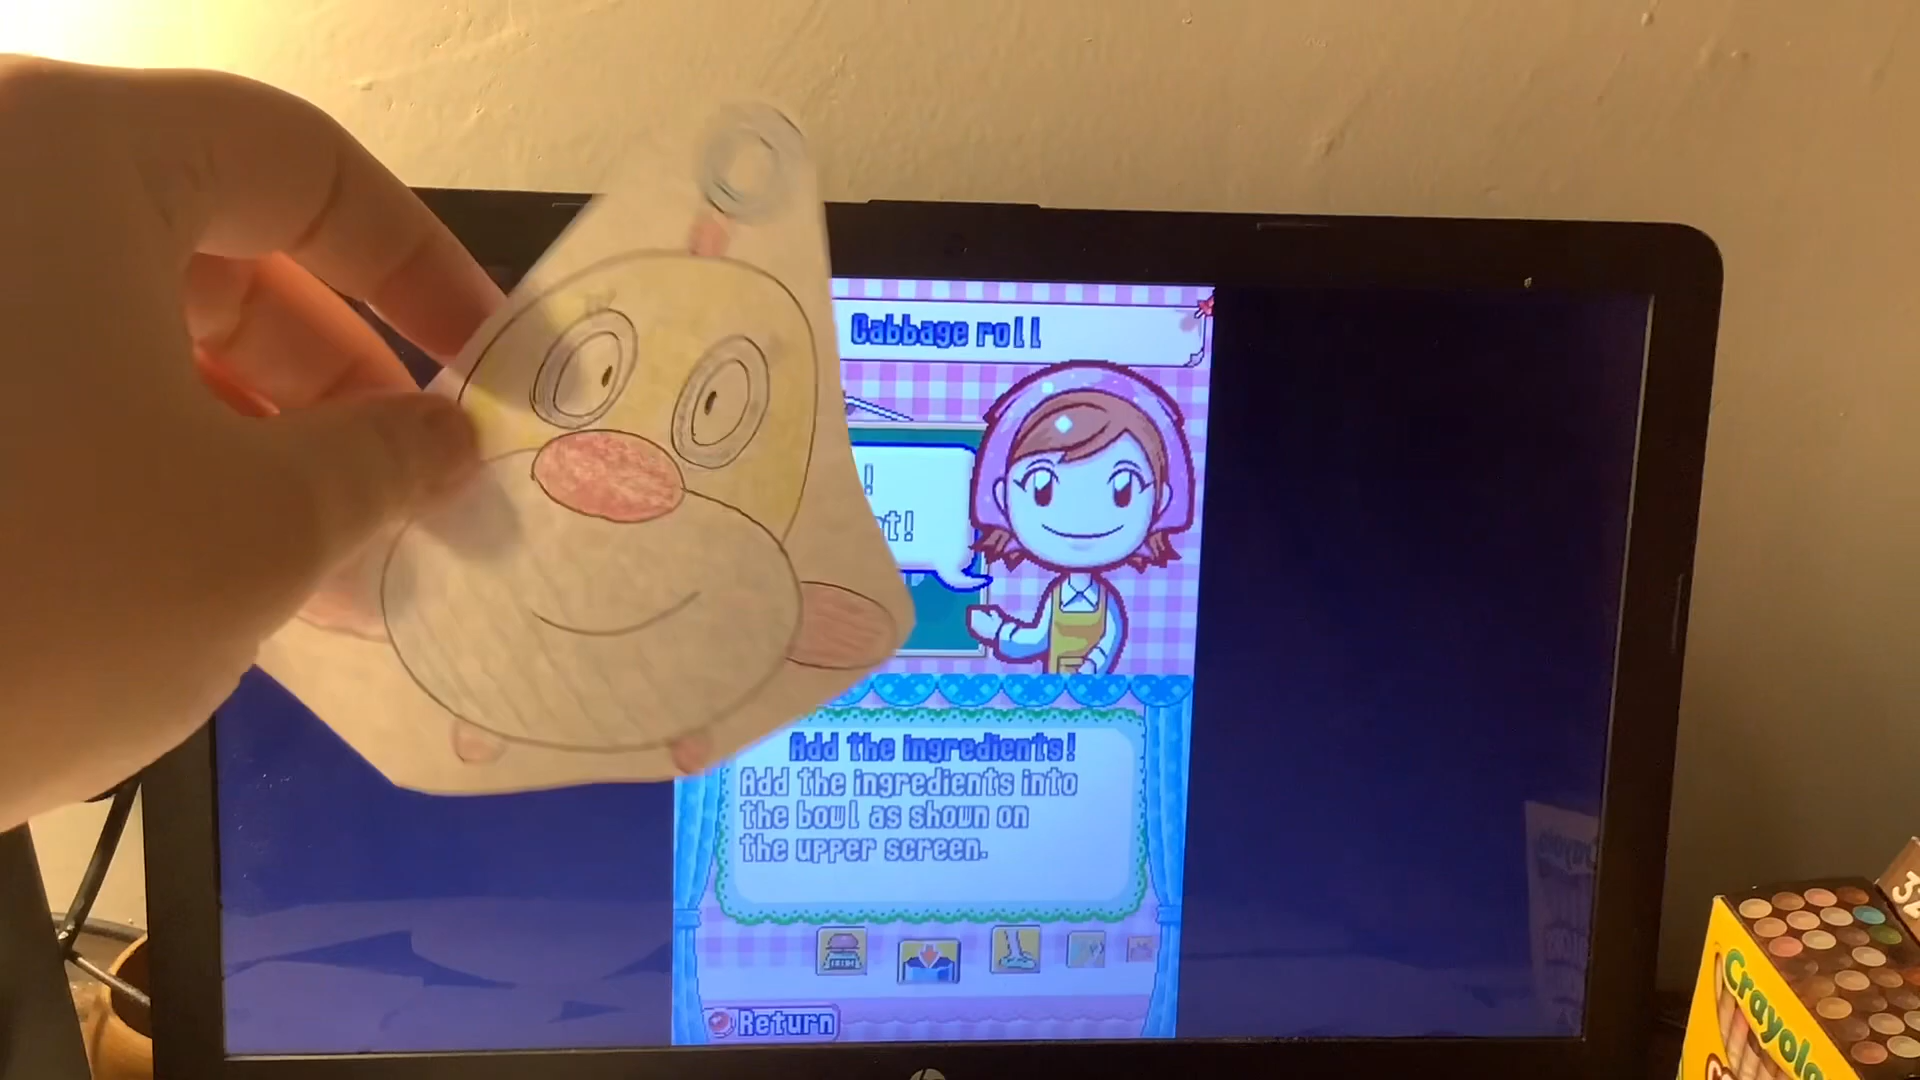 Cabbage roll
!
t!
Add the ingredients!
Add the ingredients into
the bowl as shown on
the upper screen.
Return
Crayola
32